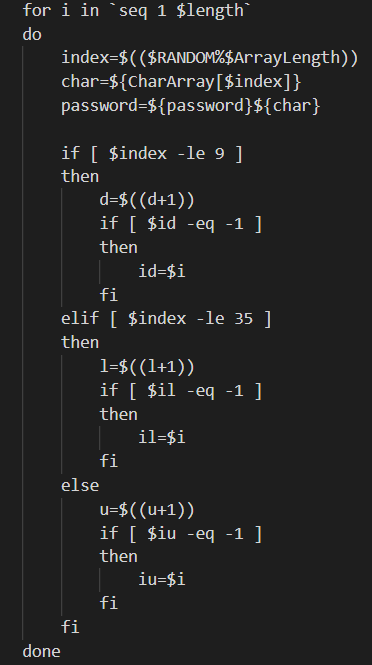 for i in `seq 1 $length`
do
    index=$(($RANDOM%$ArrayLength))
    char=${CharArray[$index]}
    password=${password}${char}

    if [ $index -le 9 ]
    then
        d=$((d+1))
        if [ $id -eq -1 ]
        then
            id=$i
        fi
    elif [ $index -le 35 ]
    then
        l=$((l+1))
        if [ $il -eq -1 ]
        then
            il=$i
        fi
    else
        u=$((u+1))
        if [ $iu -eq -1 ]
        then
            iu=$i
        fi
    fi
done